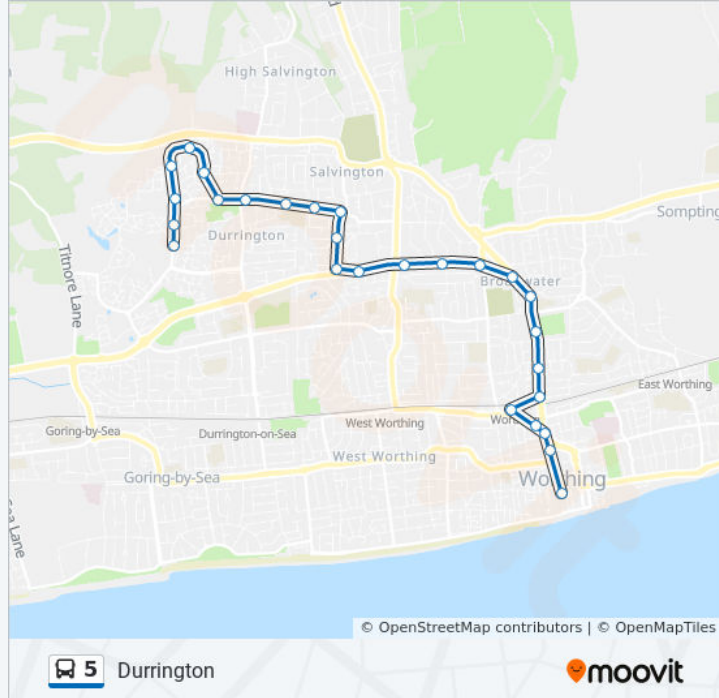 High Salvington
Salvington
Sompting
Durrington
Titnore Lane
Broadwater
East Worthing
West Worthing
Goring-by-Sea
Durrington-on-Sea
West Worthing
Goring-by-Sea
Worthing
Sea Lane
© OpenStreetMap contributors | © OpenMapTiles
5 Durrington
moovit